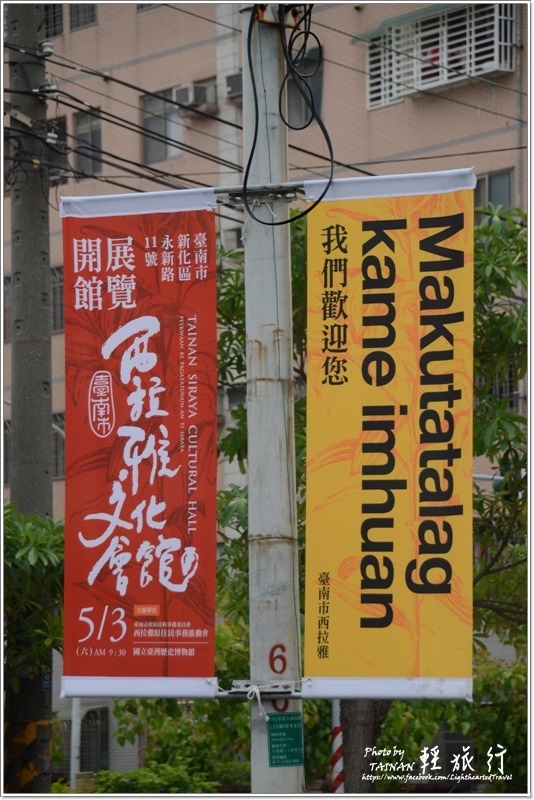 臺南市
新化區
永新路
11號
展覽
開館
TAINAN SIRAYA CULTURAL HALL
臺南市
西拉雅
文化
會館
5/3
(六)AM 9:30
西拉雅原住民事務推動會
國立臺灣歷史博物館
Makutatalag
kame imhuan
我們歡迎您
臺南市西拉雅
6
Photo by
TAINAN
輕旅行
https://www.facebook.com/LightheartedTravel